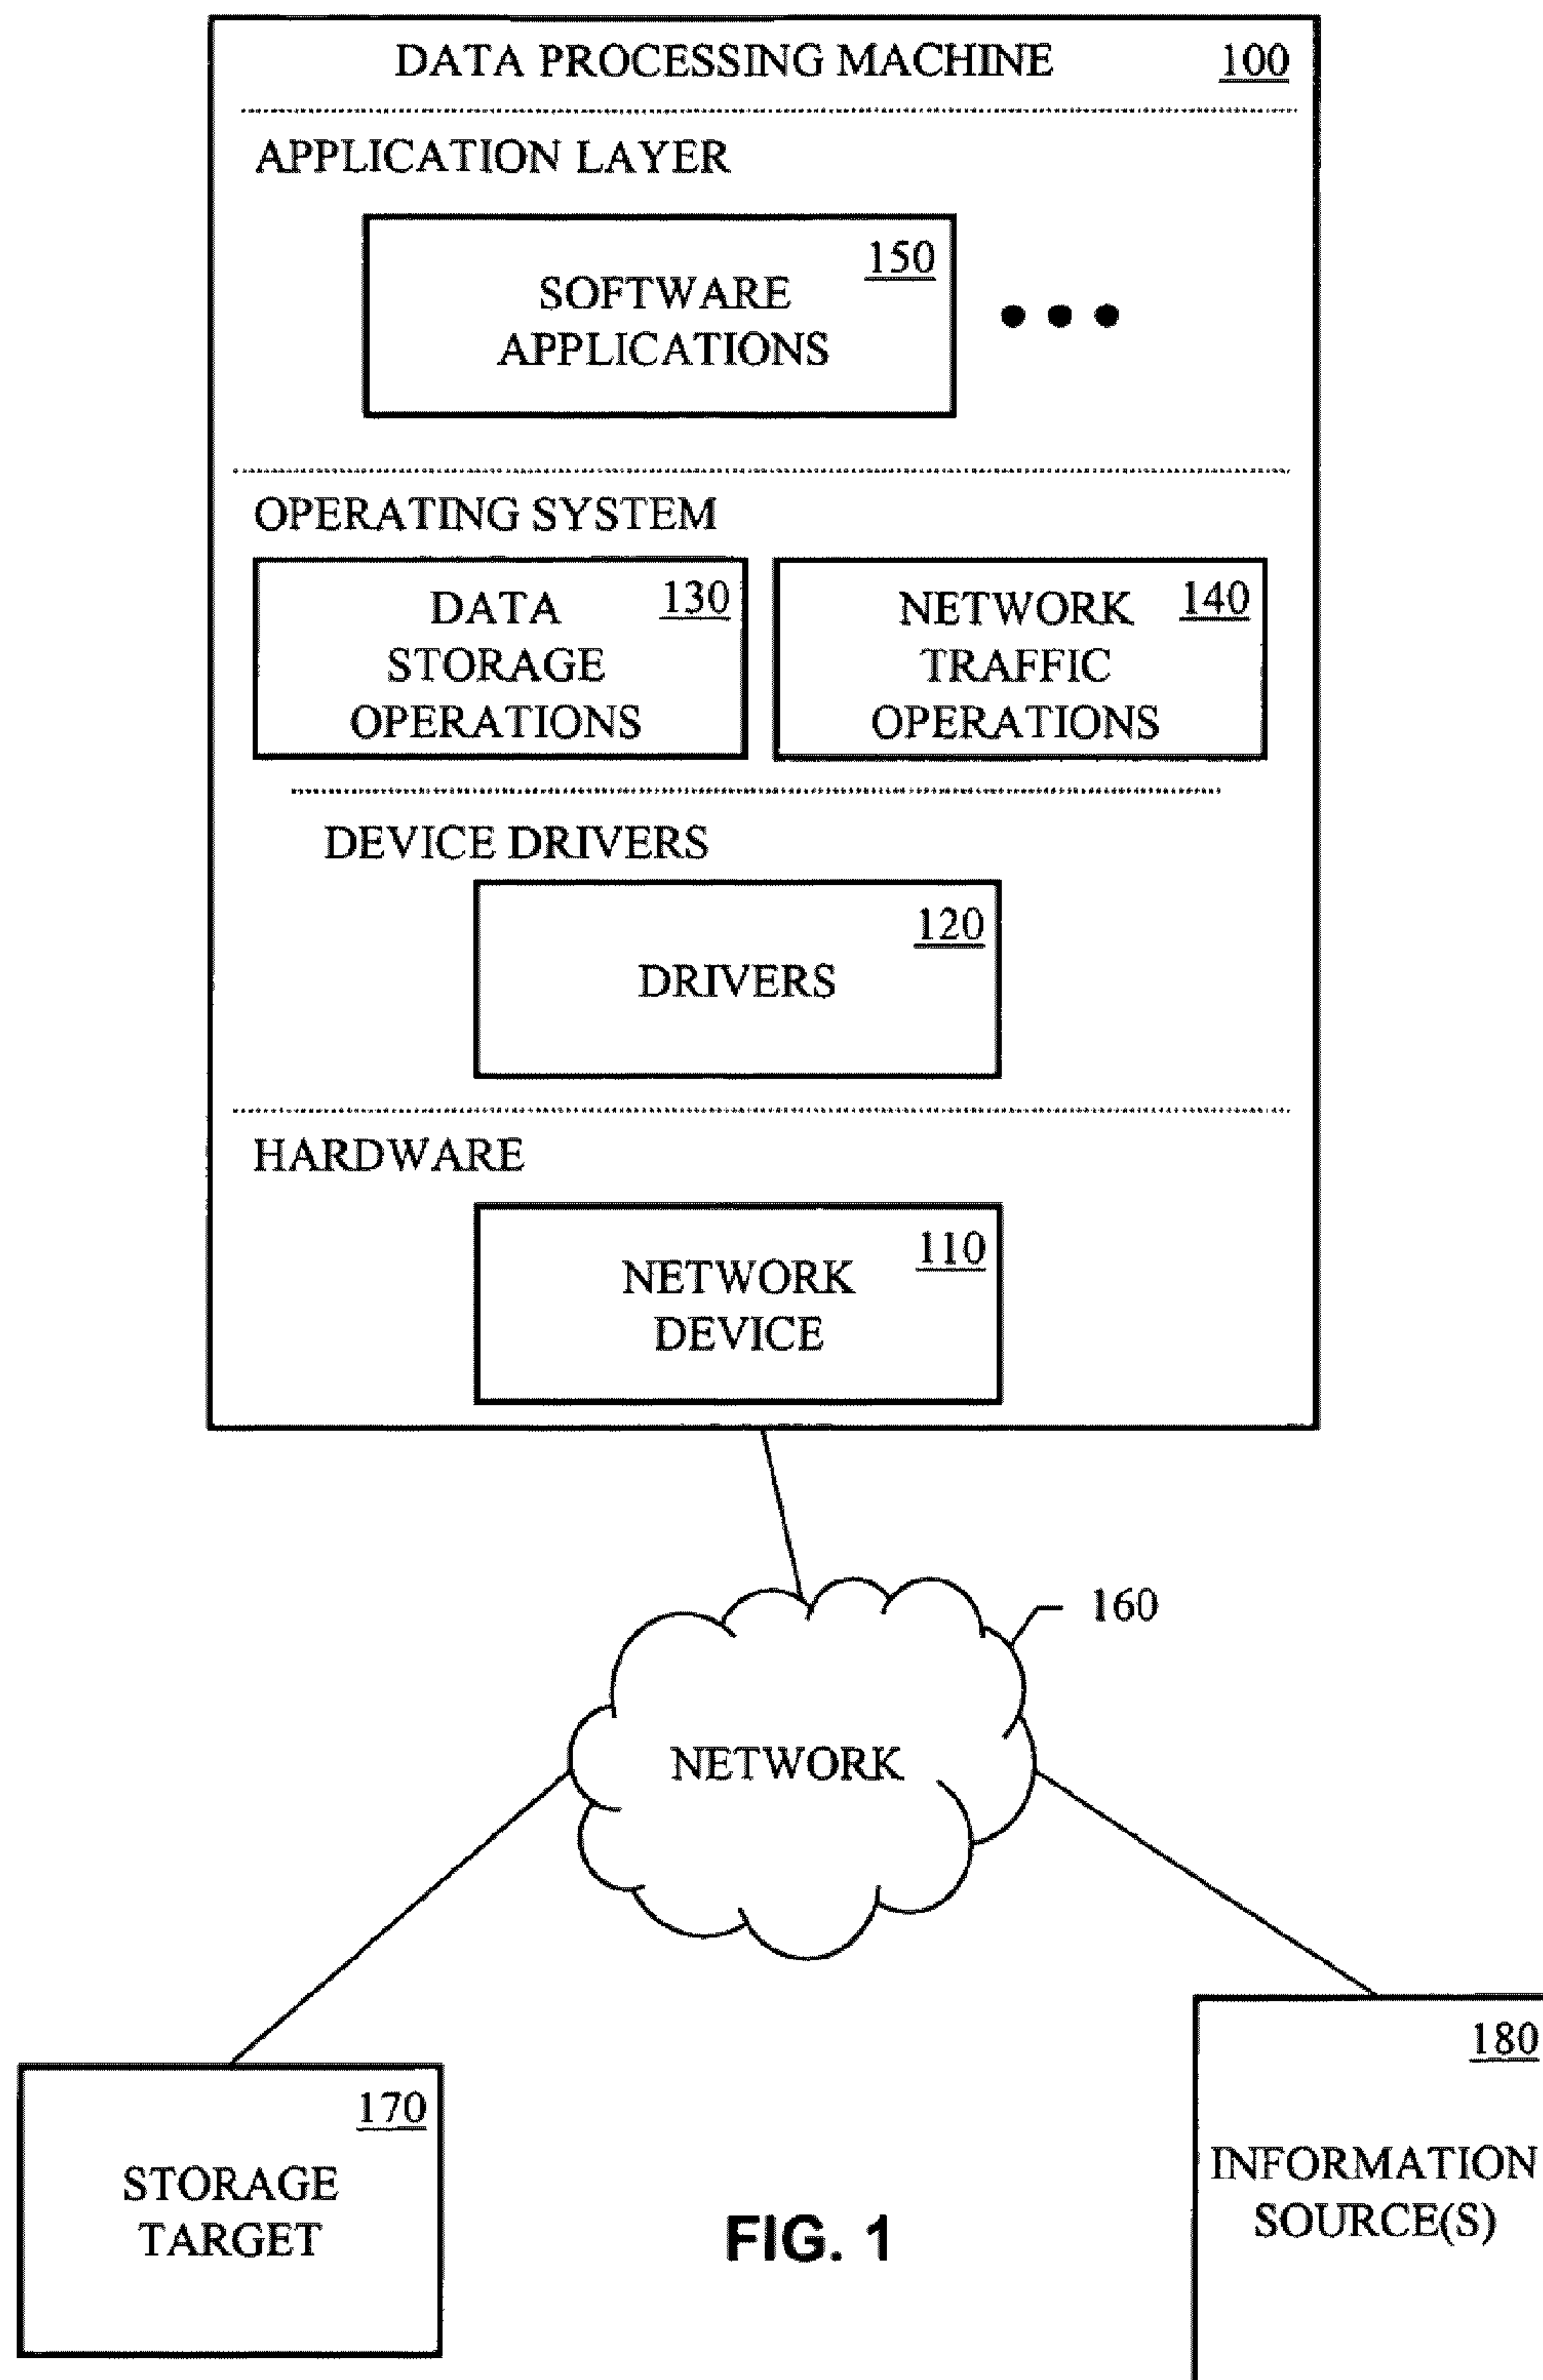 DATA PROCESSING MACHINE 100
APPLICATION LAYER
150
SOFTWARE
APPLICATIONS
OPERATING SYSTEM
130
DATA
STORAGE
OPERATIONS
140
NETWORK
TRAFFIC
OPERATIONS
DEVICE DRIVERS
120
DRIVERS
HARDWARE
110
NETWORK
DEVICE
160
NETWORK
170
STORAGE
TARGET
180
INFORMATION
SOURCE(S)
FIG. 1